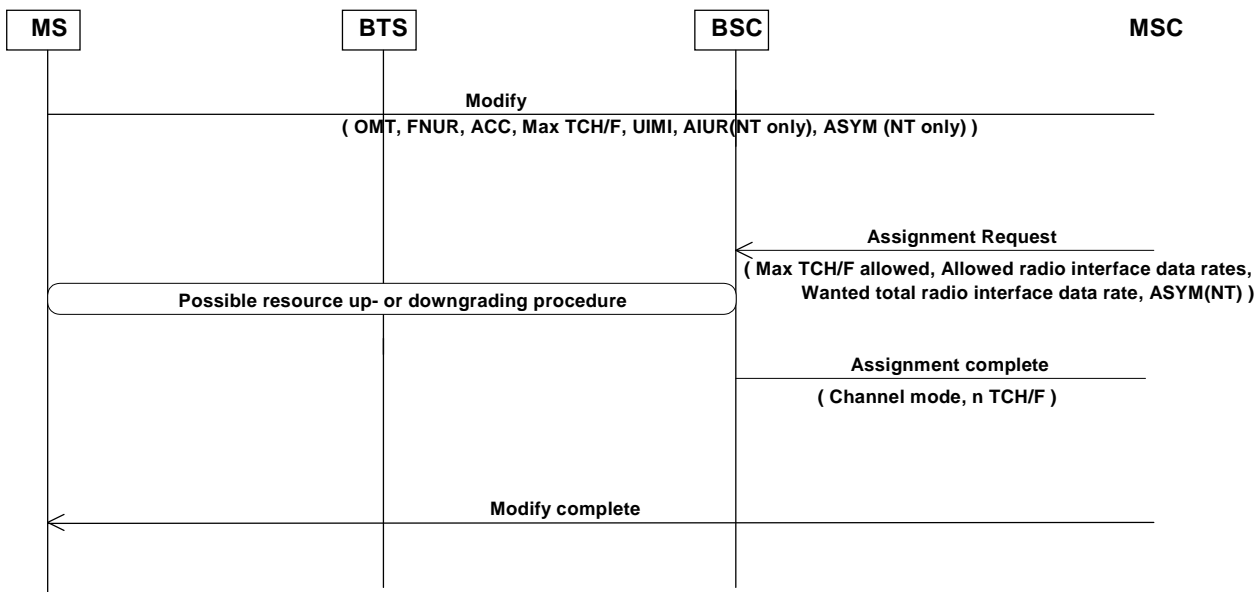 MS BTS BSC MSC
Modify
( OMT, FNUR, ACC, Max TCH/F, UIMI, AIUR(NT only), ASYM (NT only) )
Assignment Request
( Max TCH/F allowed, Allowed radio interface data rates,
Wanted total radio interface data rate, ASYM(NT) )
Possible resource up- or downgrading procedure
Assignment complete
( Channel mode, n TCH/F )
Modify complete